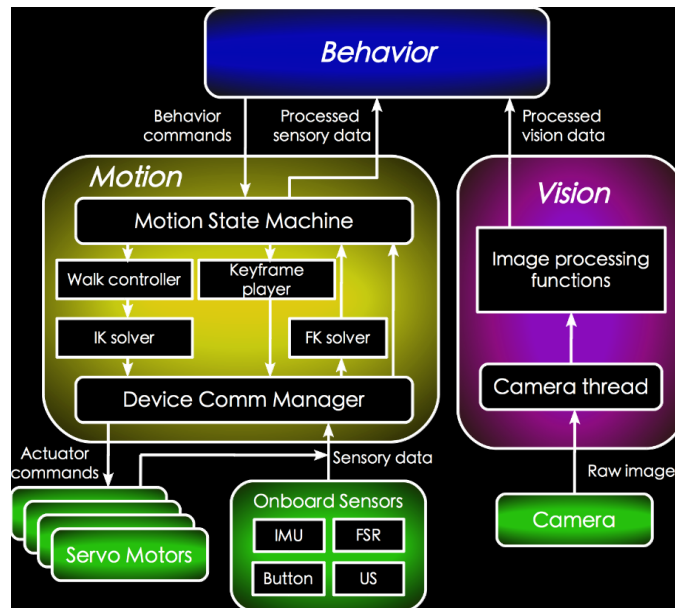 Behavior
Behavior
commands
Processed
sensory data
Processed
vision data
Motion
Motion State Machine
Walk controller
Keyframe
player
IK solver
FK solver
Device Comm Manager
Vision
Image processing
functions
Camera thread
Actuator
commands
Sensory data
Raw image
Servo Motors
Onboard Sensors
IMU
FSR
Button
US
Camera